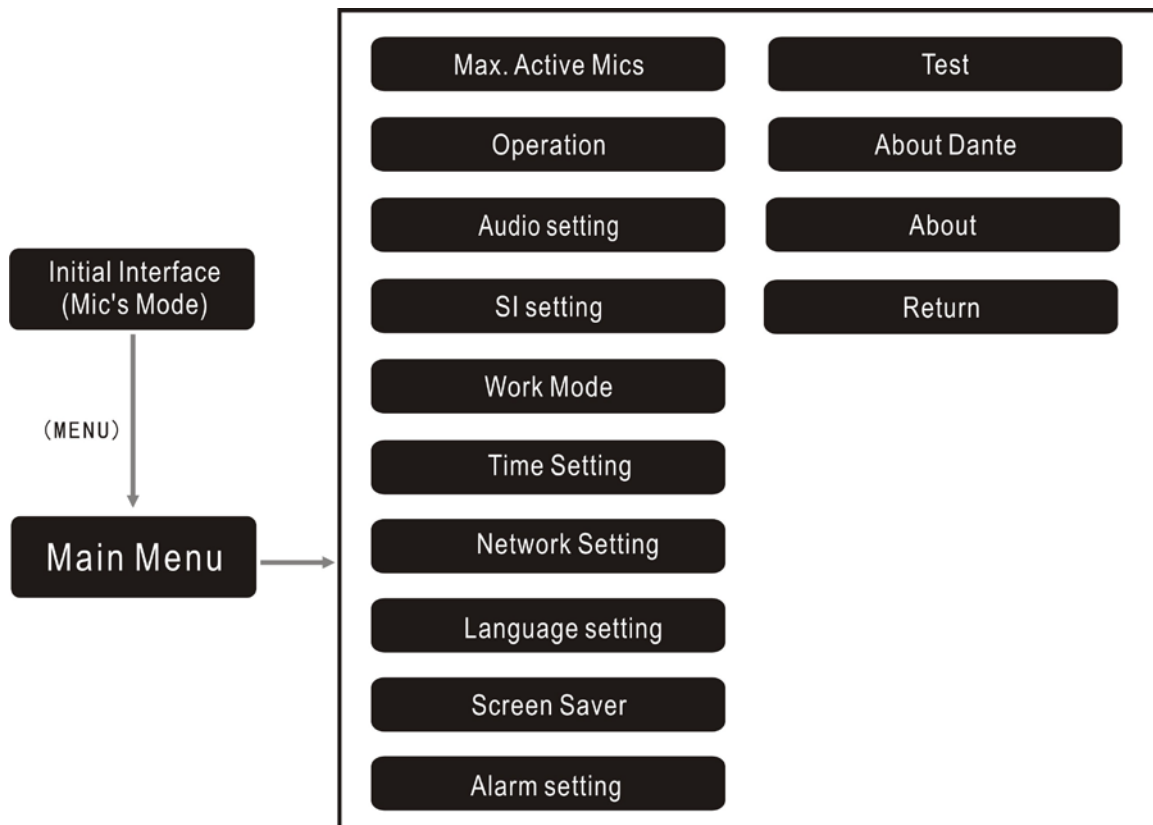 Initial Interface
(Mic's Mode)
(MENU)
Main Menu
Max. Active Mics
Operation
Audio setting
SI setting
Work Mode
Time Setting
Network Setting
Language setting
Screen Saver
Alarm setting
Test
About Dante
About
Return